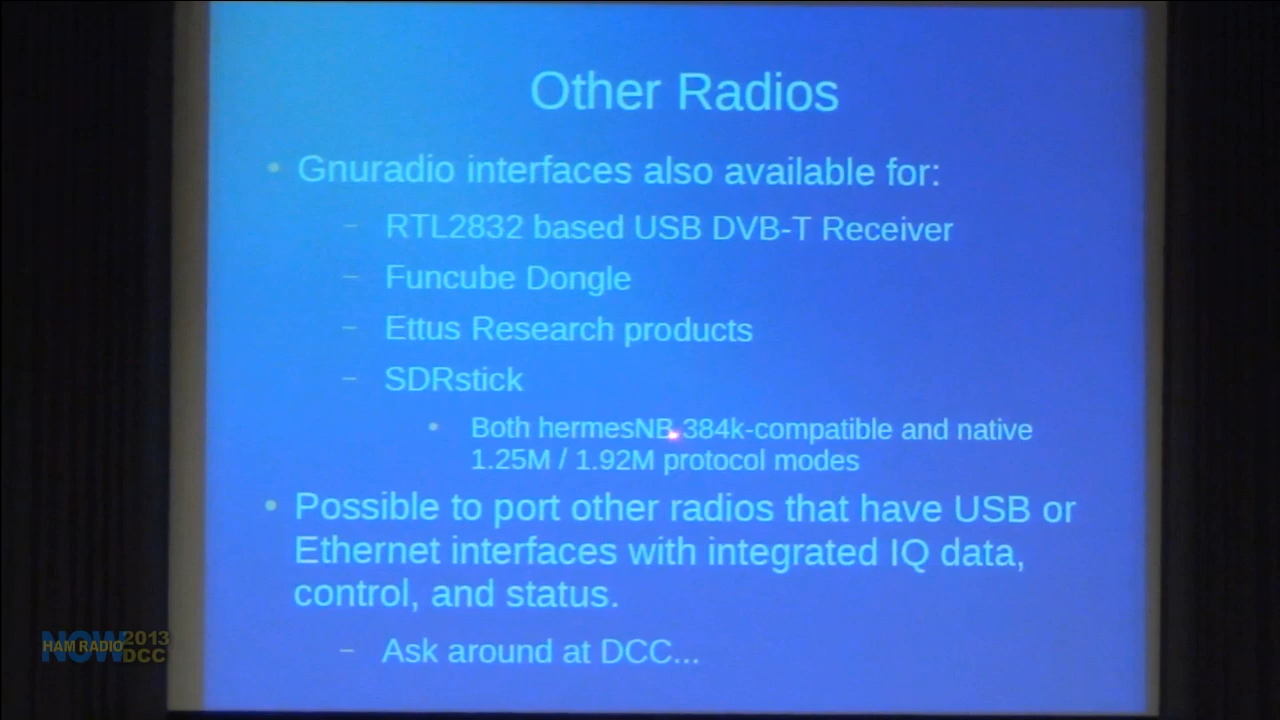 Other Radios
• Gnuradio interfaces also available for:
– RTL2832 based USB DVB-T Receiver
– Funcube Dongle
– Ettus Research products
– SDRstick
• Both hermesNB 384k-compatible and native
1.25M / 1.92M protocol modes
• Possible to port other radios that have USB or
Ethernet interfaces with integrated IQ data,
control, and status.
– Ask around at DCC...
HAM RADIO NOW 2013 DCC